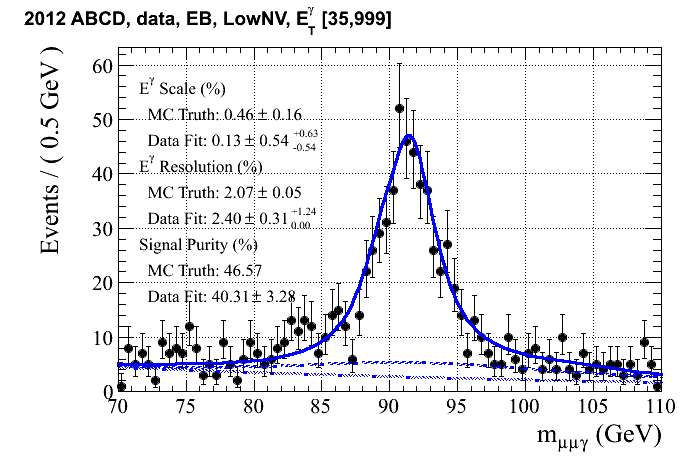 2012 ABCD, data, EB, LowNV, E_T^γ [35,999]
Events / ( 0.5 GeV )
60
50
40
30
20
10
0
E^γ Scale (%)
MC Truth: 0.46 ± 0.16
Data Fit: 0.13 ± 0.54 +0.63 -0.54
E^γ Resolution (%)
MC Truth: 2.07 ± 0.05
Data Fit: 2.40 ± 0.31 +1.24 0.00
Signal Purity (%)
MC Truth: 46.57
Data Fit: 40.31 ± 3.28
70 75 80 85 90 95 100 105 110
m_μμγ (GeV)